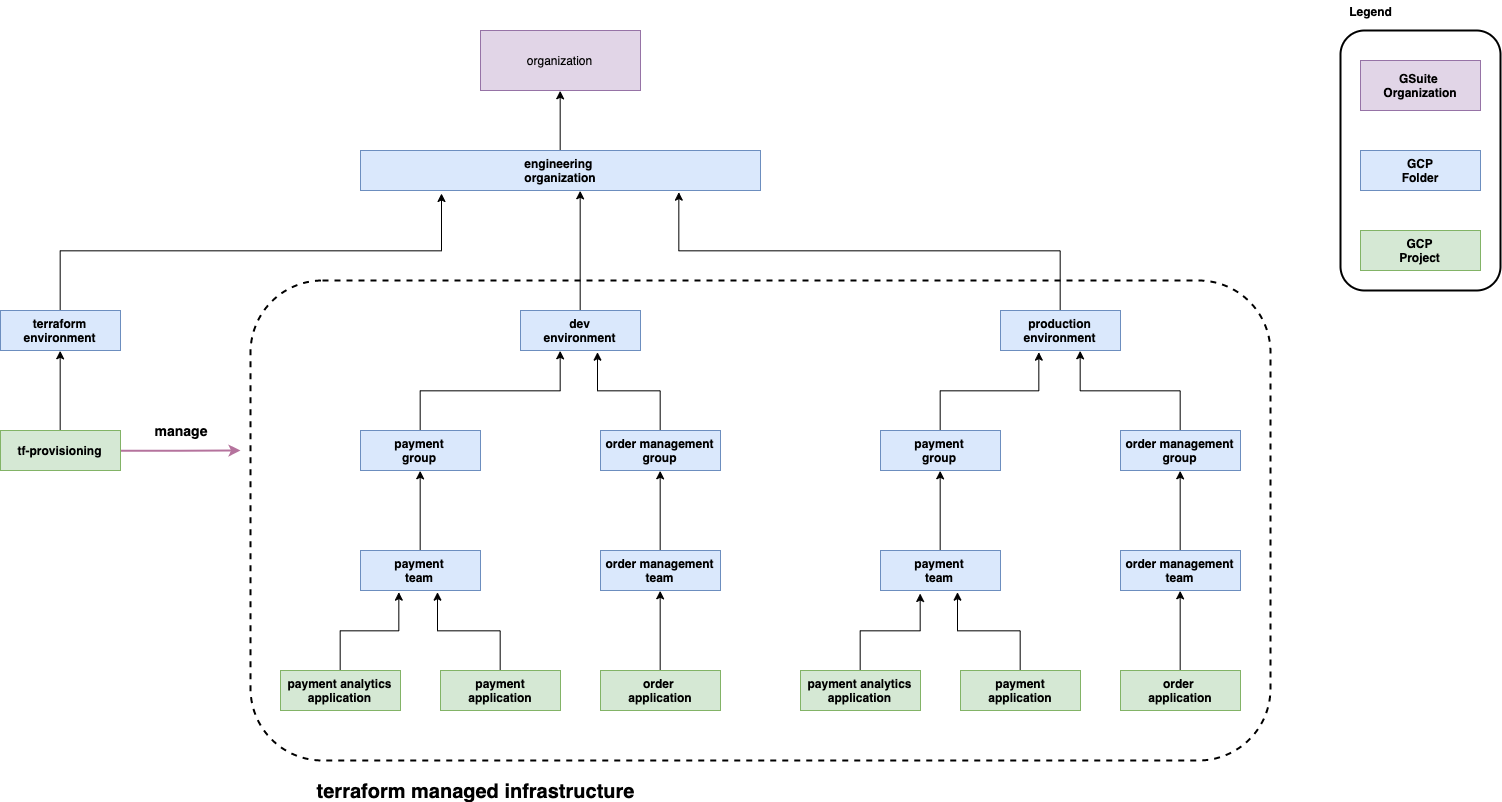 Legend
organization
GSuite
Organization
engineering
organization
GCP
Folder
GCP
Project
terraform
environment
dev
environment
production
environment
manage
tf-provisioning
payment
group
order management
group
payment
group
order management
group
payment
team
order management
team
payment
team
order management
team
payment analytics
application
payment
application
order
application
payment analytics
application
payment
application
order
application
terraform managed infrastructure